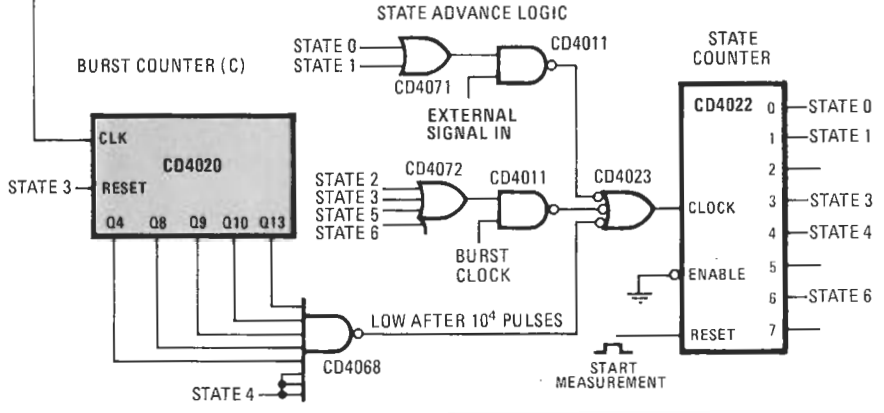 STATE ADVANCE LOGIC
BURST COUNTER (C)
CLK
CD4020
STATE 3
RESET
Q4 Q8 Q9 Q10 Q13
STATE 4
CD4068
LOW AFTER 10⁴ PULSES
STATE 0
STATE 1
CD4071
CD4011
EXTERNAL
SIGNAL IN
STATE 2
STATE 3
STATE 5
STATE 6
CD4072
CD4011
BURST
CLOCK
CD4023
STATE
COUNTER
CD4022
CLOCK
ENABLE
RESET
START
MEASUREMENT
0 STATE 0
1 STATE 1
2
3 STATE 3
4 STATE 4
5
6 STATE 6
7